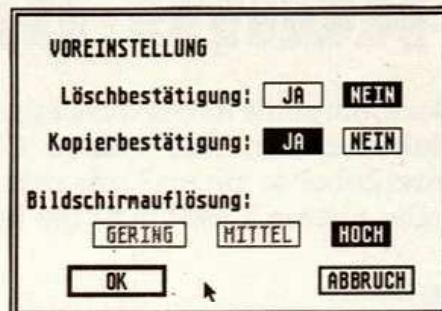 VOREINSTELLUNG
Löschbestätigung: JA NEIN
Kopierbestätigung: JA NEIN
Bildschirmauflösung:
GERING MITTEL HOCH
OK ABBRUCH